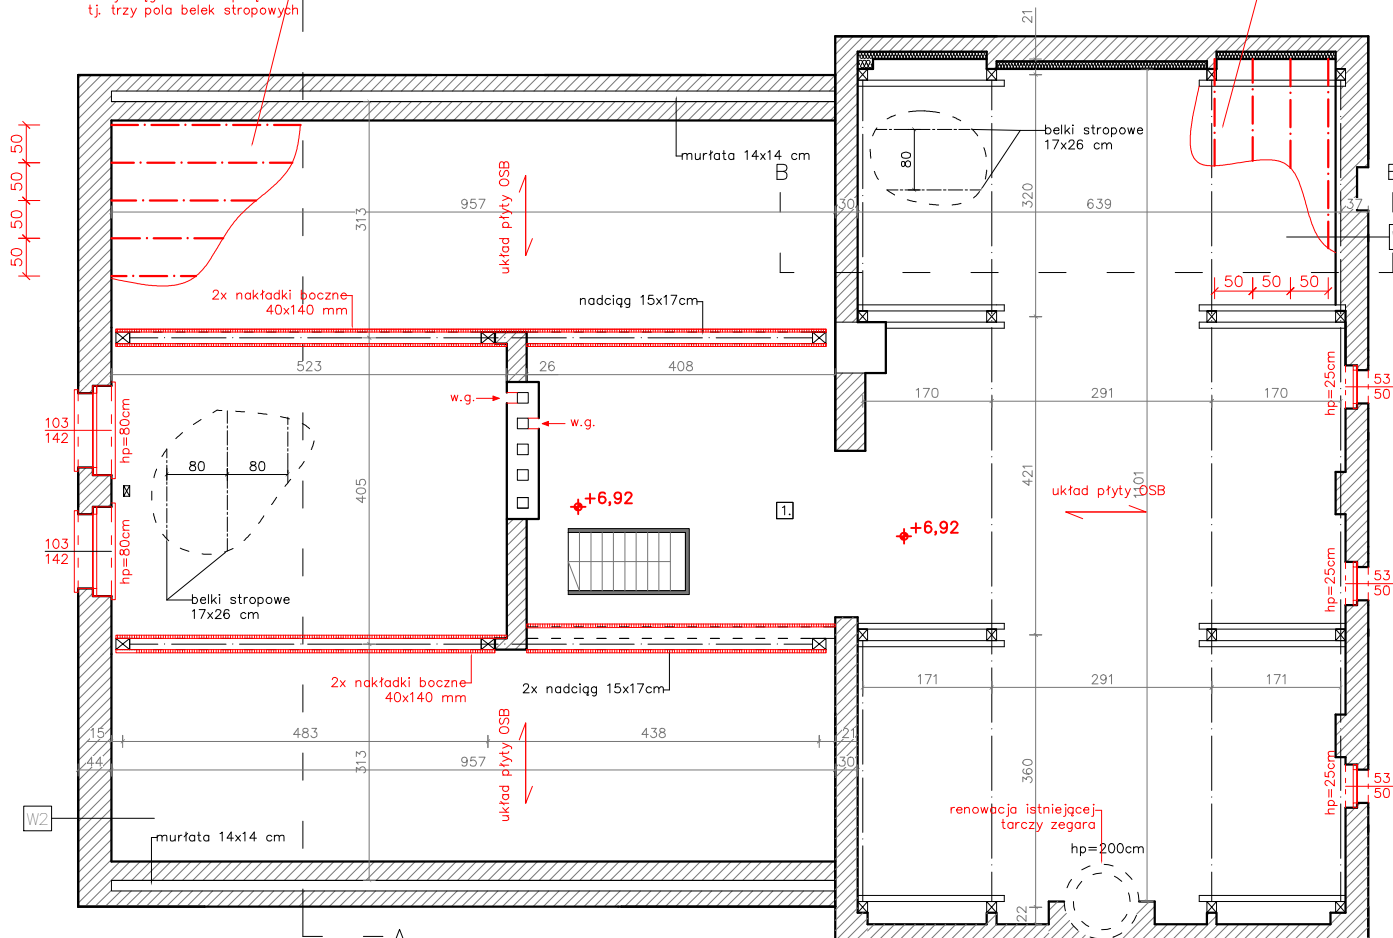 tj. trzy pola belek stropowych
21
murłata 14x14 cm
belki stropowe
17x26 cm
80
B
50
50
50
50
układ płyty OSB
957
313
30
320
639
37
2x nakładki boczne
40x140 mm
nadciąg 15x17cm
50
50
50
523
26
408
170
291
170
hp=25cm
53
50
w.g.
w.g.
103
142
hp=80cm
80
80
405
421
1101
układ płyty OSB
+6,92
1.
+6,92
103
142
hp=80cm
belki stropowe
17x26 cm
hp=25cm
53
50
2x nakładki boczne
40x140 mm
2x nadciąg 15x17cm
171
291
171
15
483
438
21
układ płyty OSB
44
313
957
30
360
hp=25cm
53
50
W2
murłata 14x14 cm
renowacja istniejącej
tarczy zegara
hp=200cm
22
A